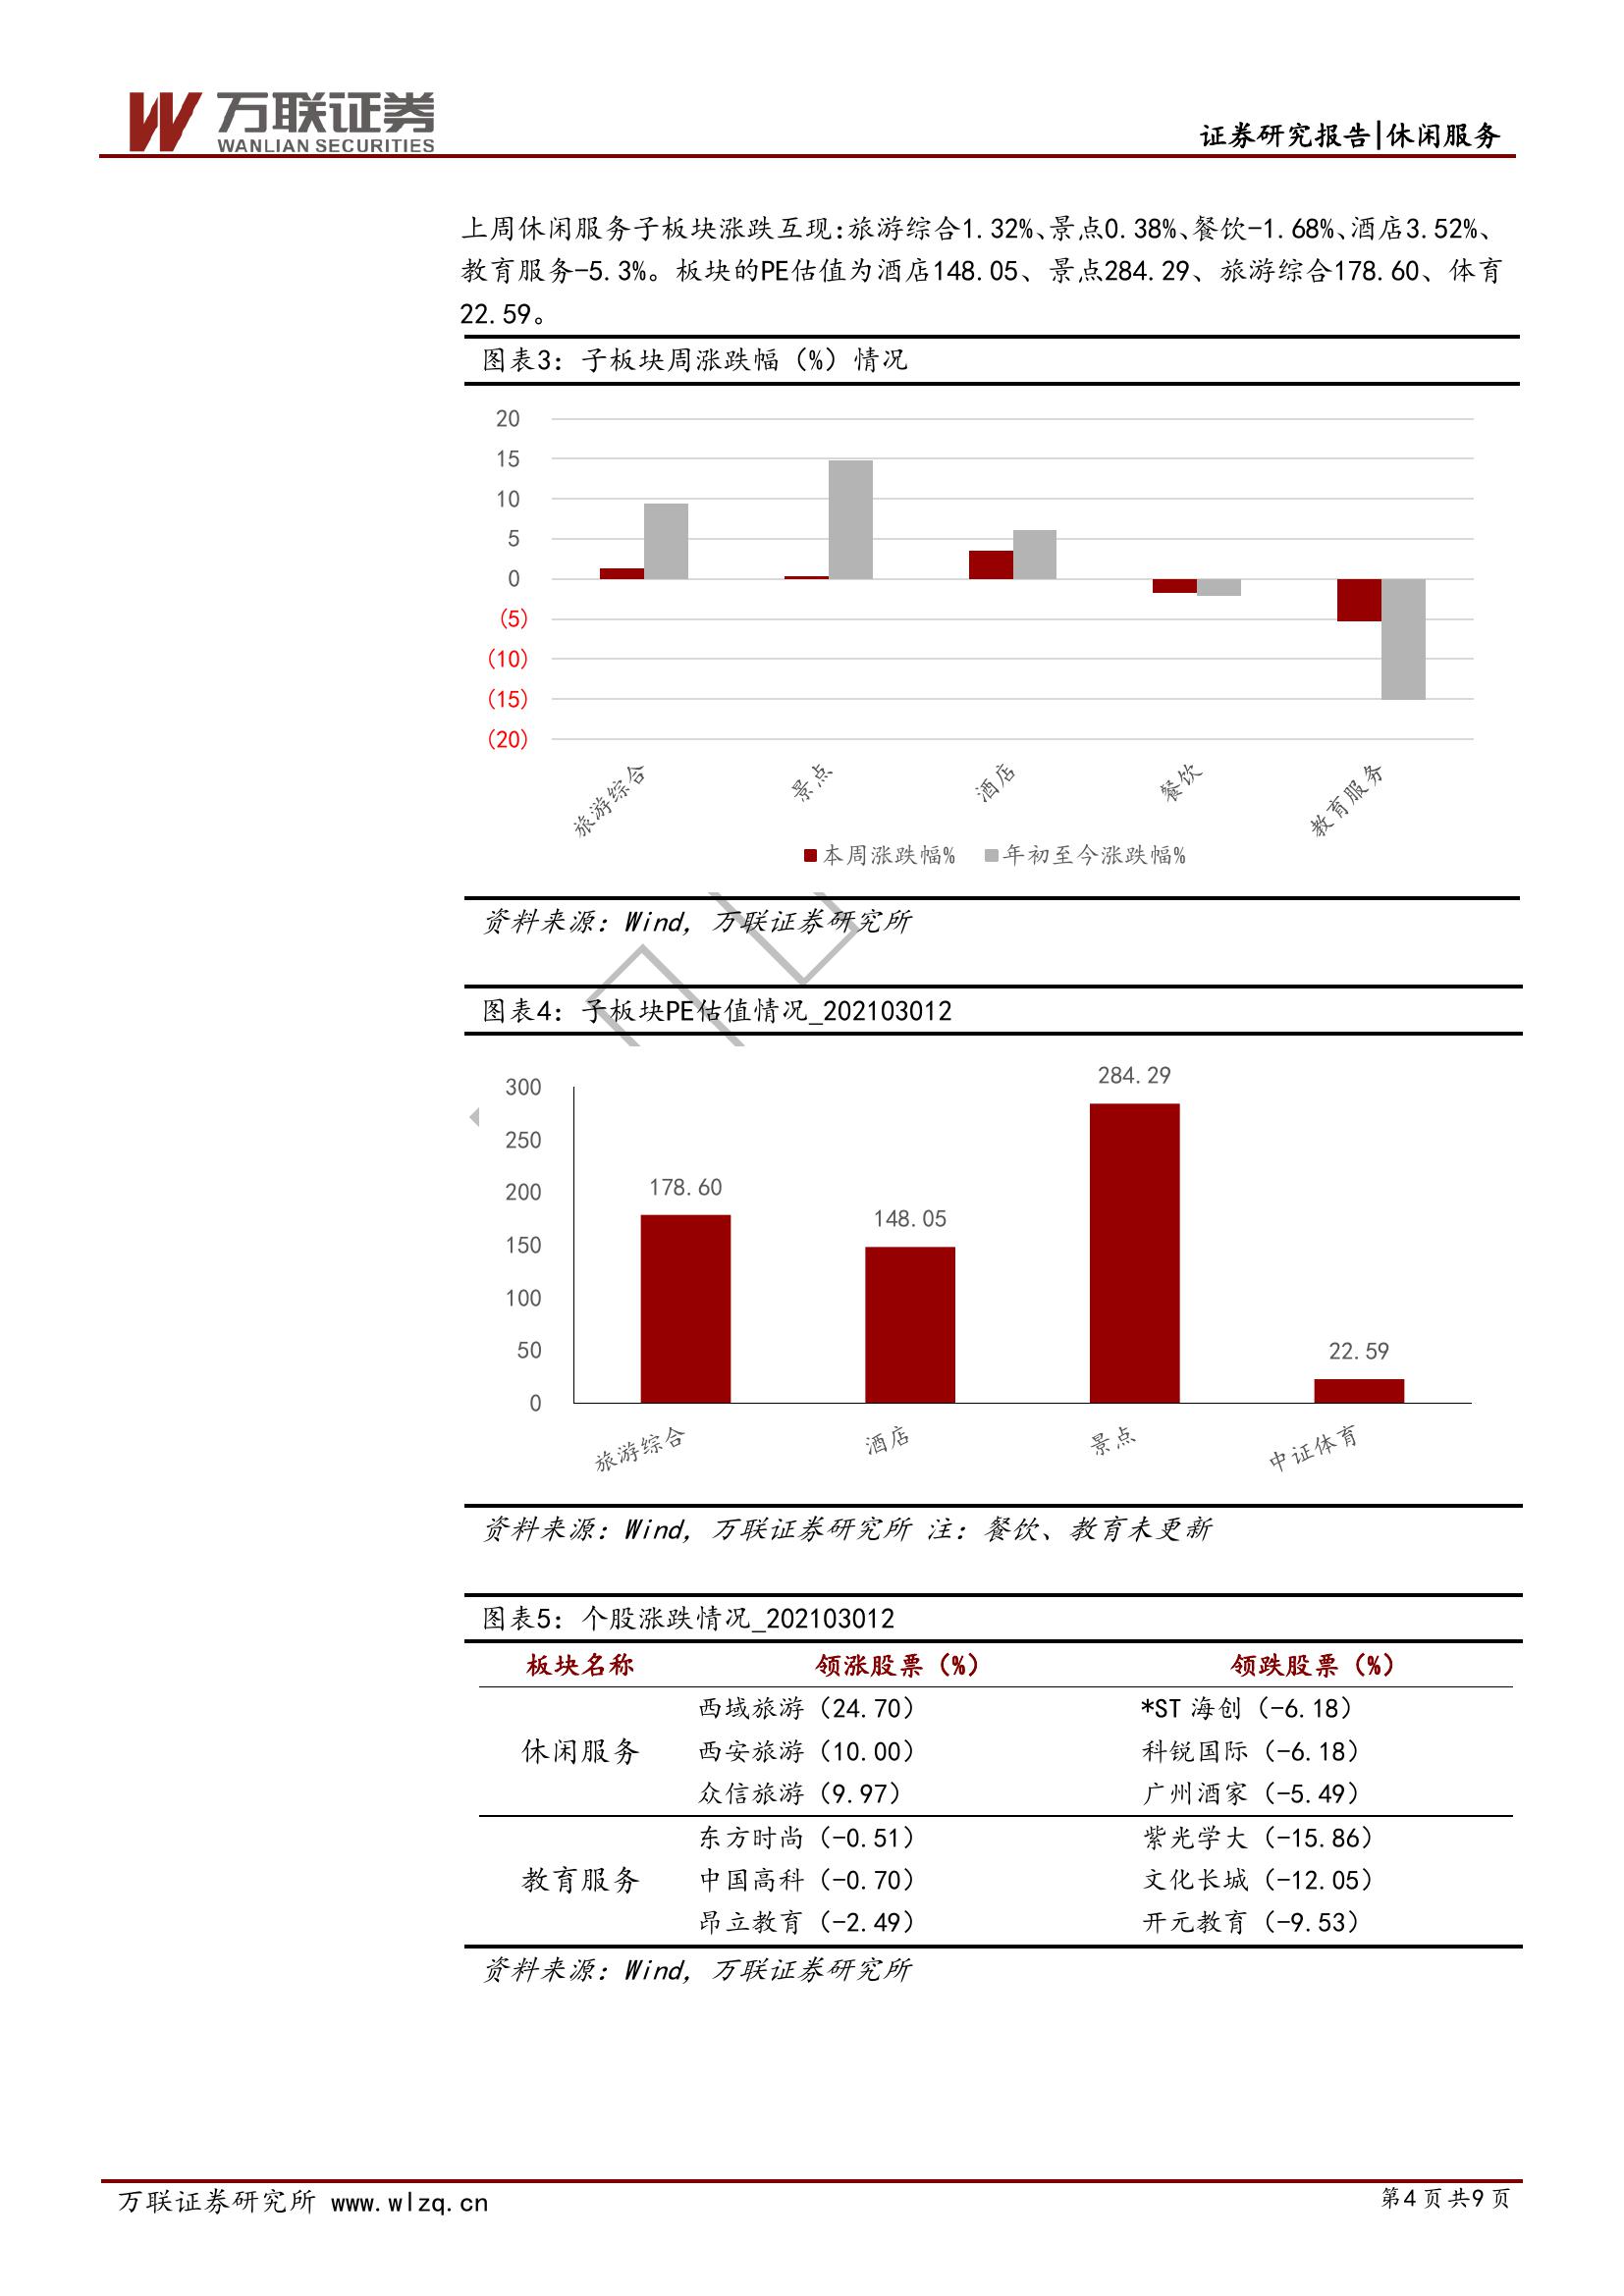 万联证券
WANLIAN SECURITIES
证券研究报告|休闲服务
上周休闲服务子板块涨跌互现:旅游综合1.32%、景点0.38%、餐饮-1.68%、酒店3.52%、
教育服务-5.3%。板块的PE估值为酒店148.05、景点284.29、旅游综合178.60、体育
22.59。
图表3：子板块周涨跌幅（%）情况
20
15
10
5
0
(5)
(10)
(15)
(20)
旅游综合 景点 酒店 餐饮 教育服务
本周涨跌幅% 年初至今涨跌幅%
资料来源：Wind，万联证券研究所
图表4：子板块PE估值情况_202103012
300
250
200
150
100
50
0
178.60 148.05 284.29 22.59
旅游综合 酒店 景点 中证体育
资料来源：Wind，万联证券研究所 注：餐饮、教育未更新
图表5：个股涨跌情况_202103012
板块名称 领涨股票（%） 领跌股票（%）
休闲服务
西域旅游（24.70） *ST 海创（-6.18）
西安旅游（10.00） 科锐国际（-6.18）
众信旅游（9.97） 广州酒家（-5.49）
教育服务
东方时尚（-0.51） 紫光学大（-15.86）
中国高科（-0.70） 文化长城（-12.05）
昂立教育（-2.49） 开元教育（-9.53）
资料来源：Wind，万联证券研究所
万联证券研究所 www.wlzq.cn
第4页共9页